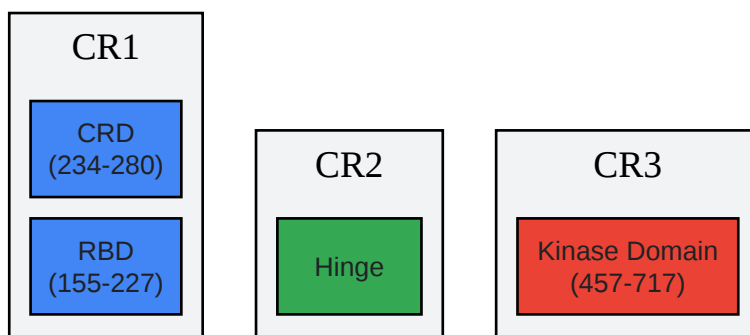 CR1
CRD
(234-280)
RBD
(155-227)
CR2
Hinge
CR3
Kinase Domain
(457-717)